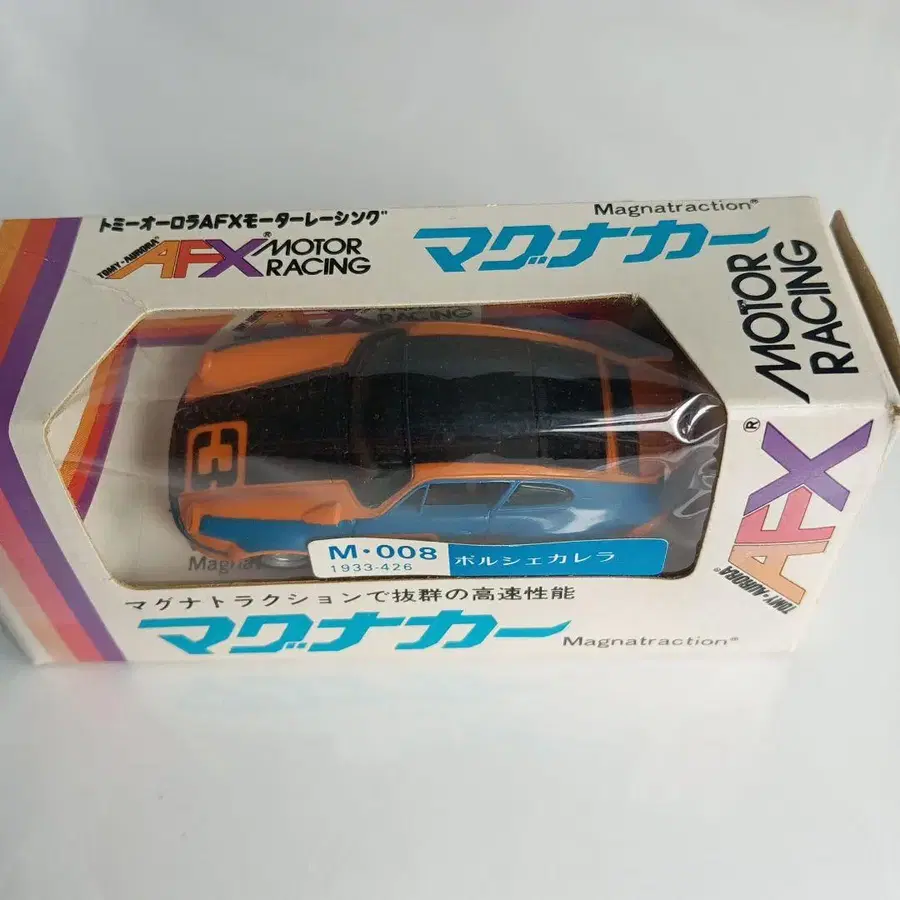 トミーオーロラAFXモーターレーシング
TOMY-AURORA
AFX® MOTOR
RACING
Magnatraction®
マグナカー
MOTOR
RACING
AFX®
TOMY-AURORA
AFX
3
Magna
M・008
1933-426
ポルシェカレラ
マグナトラクションで抜群の高速性能
マグナカー
Magnatraction®